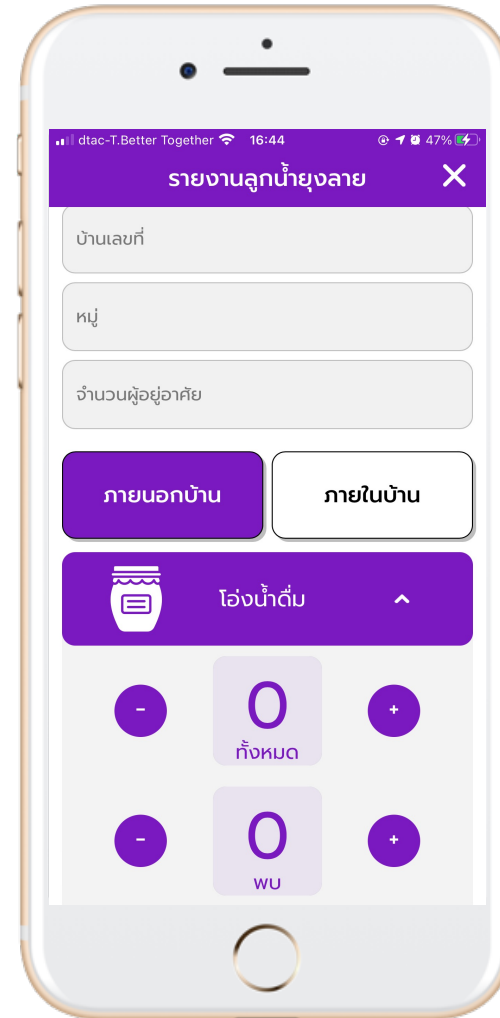 dtac-T.Better Together 16:44 47%
รายงานลูกน้ำยุงลาย
บ้านเลขที่
หมู่
จำนวนผู้อยู่อาศัย
ภายนอกบ้าน ภายในบ้าน
โอ่งน้ำดื่ม
- 0 +
ทั้งหมด
- 0 +
พบ